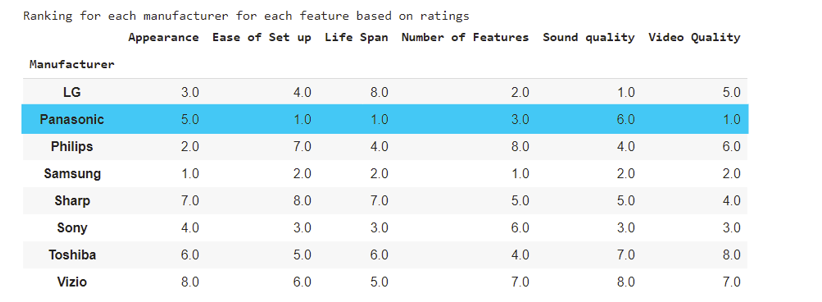 Ranking for each manufacturer for each feature based on ratings
Appearance Ease of Set up Life Span Number of Features Sound quality Video Quality
Manufacturer
LG 3.0 4.0 8.0 2.0 1.0 5.0
Panasonic 5.0 1.0 1.0 3.0 6.0 1.0
Philips 2.0 7.0 4.0 8.0 4.0 6.0
Samsung 1.0 2.0 2.0 1.0 2.0 2.0
Sharp 7.0 8.0 7.0 5.0 5.0 4.0
Sony 4.0 3.0 3.0 6.0 3.0 3.0
Toshiba 6.0 5.0 6.0 4.0 7.0 8.0
Vizio 8.0 6.0 5.0 7.0 8.0 7.0